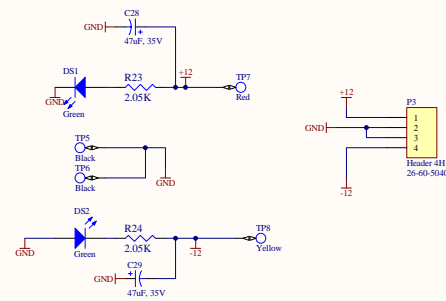 C28
GND
+
47uF, 35V
DS1
R23
+12
TP7
GND
Green
2.05K
Red
+12
P3
1
GND
2
3
4
Header 4H
26-60-5040
-12
TP5
Black
TP6
Black
GND
DS2
R24
TP8
GND
Green
2.05K
-12
Yellow
C29
GND
+
47uF, 35V